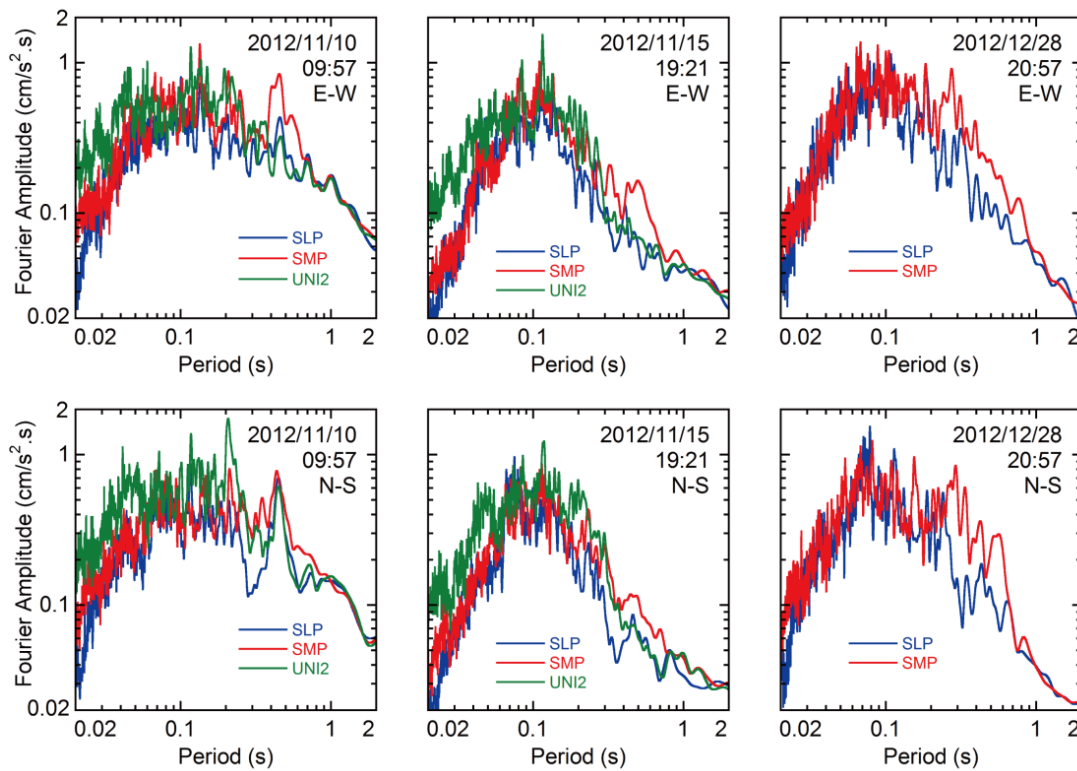 2
1
0.1
0.02
Fourier Amplitude (cm/s².s)
2012/11/10
09:57
E-W
SLP
SMP
UNI2
0.02 0.1 1 2
Period (s)
2012/11/15
19:21
E-W
SLP
SMP
UNI2
0.02 0.1 1 2
Period (s)
2012/12/28
20:57
E-W
SLP
SMP
0.02 0.1 1 2
Period (s)
2
1
0.1
0.02
Fourier Amplitude (cm/s².s)
2012/11/10
09:57
N-S
SLP
SMP
UNI2
0.02 0.1 1 2
Period (s)
2012/11/15
19:21
N-S
SLP
SMP
UNI2
0.02 0.1 1 2
Period (s)
2012/12/28
20:57
N-S
SLP
SMP
0.02 0.1 1 2
Period (s)